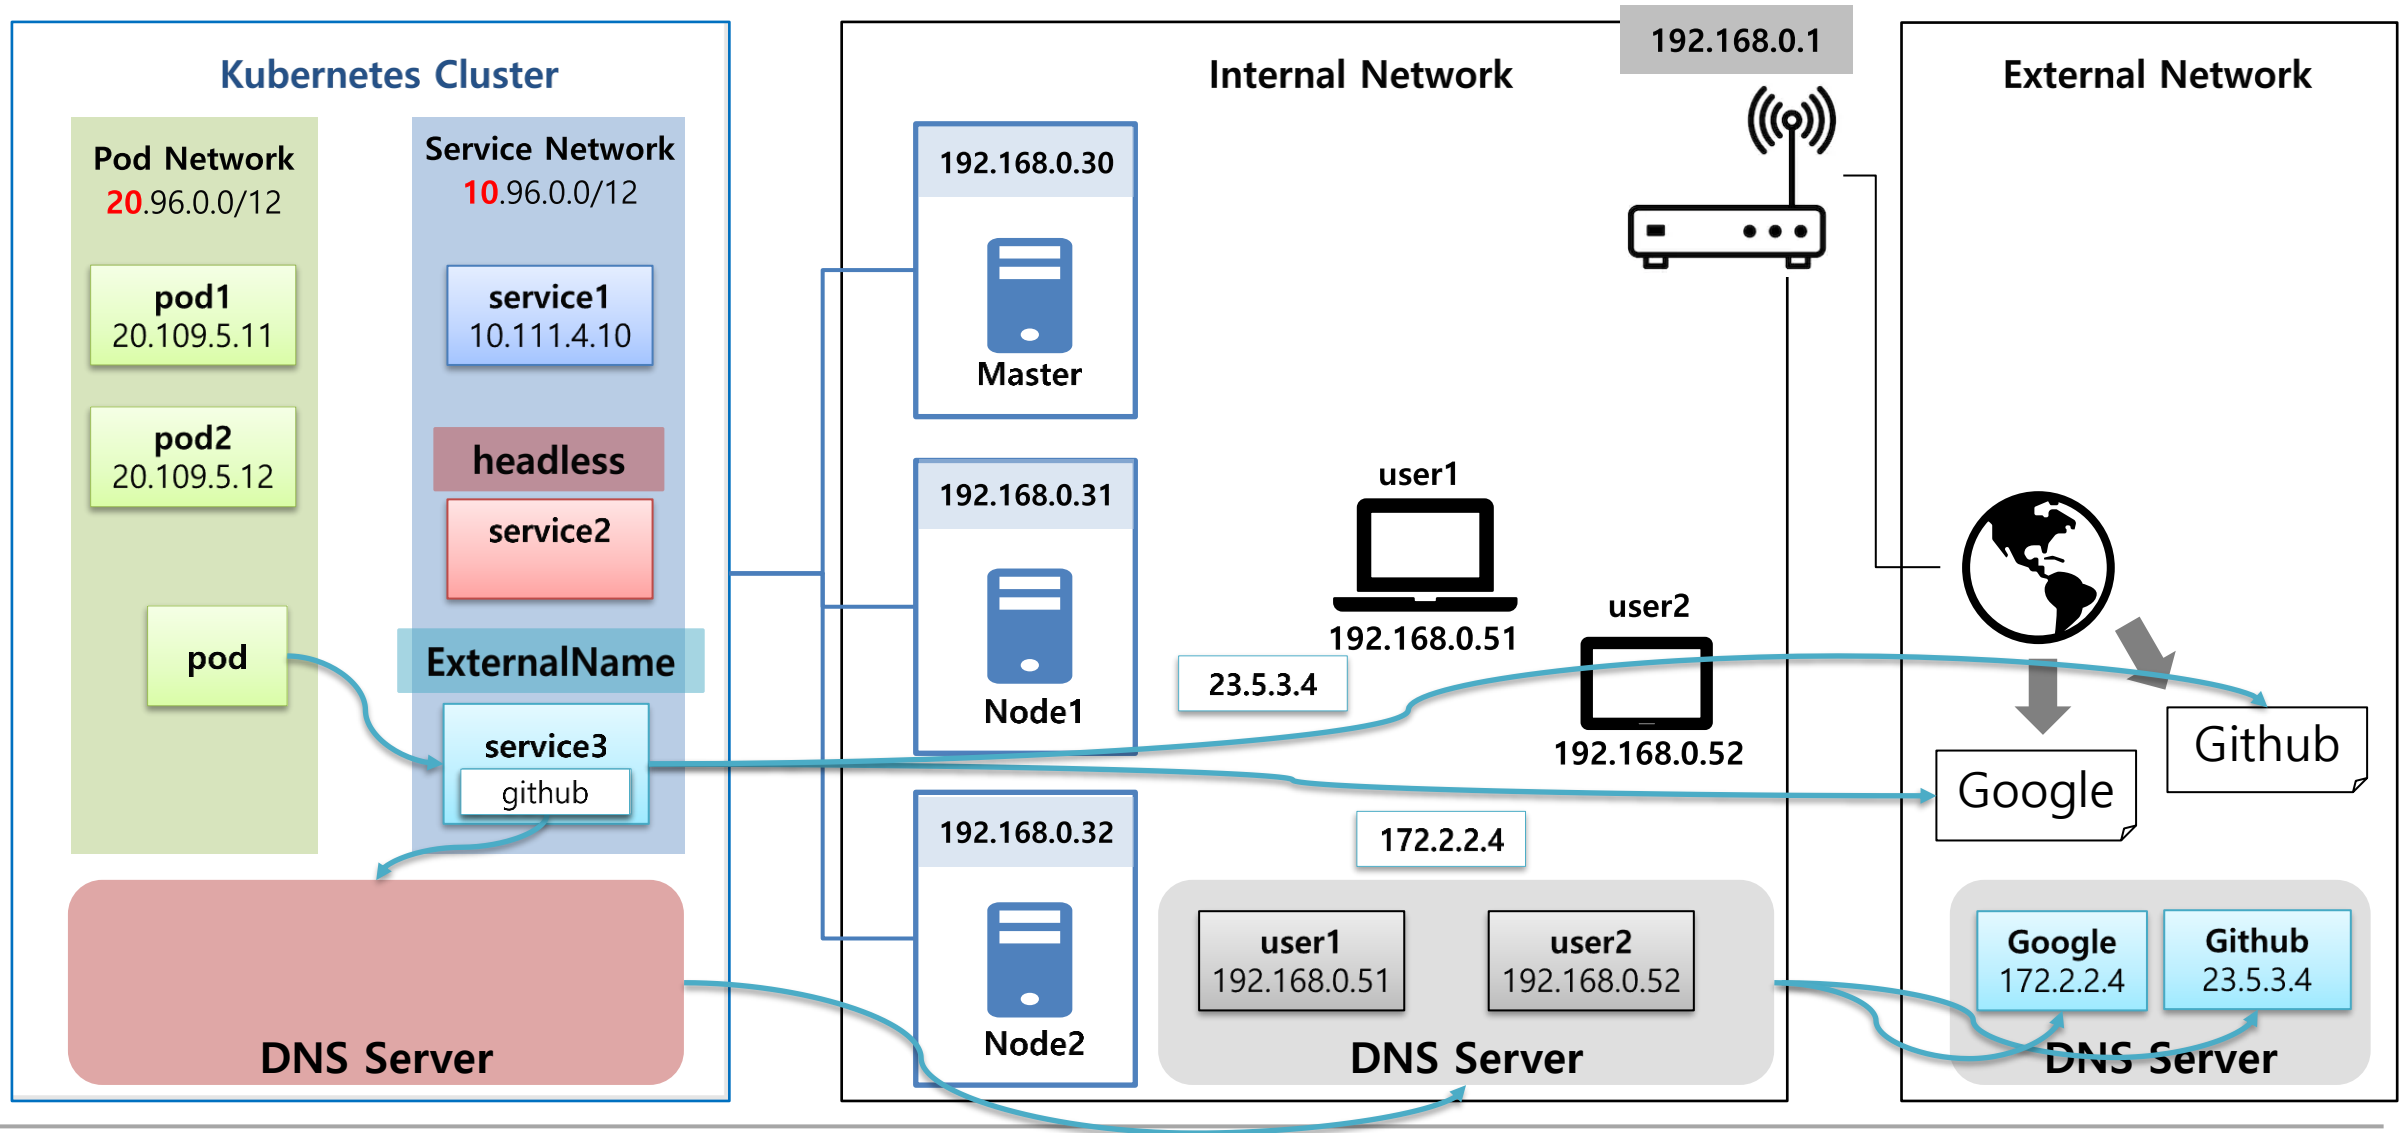 Kubernetes Cluster
Pod Network
20.96.0.0/12
pod1
20.109.5.11
pod2
20.109.5.12
pod
Service Network
10.96.0.0/12
service1
10.111.4.10
headless
service2
ExternalName
service3
github
DNS Server
Internal Network
192.168.0.1
192.168.0.30
Master
192.168.0.31
Node1
192.168.0.32
Node2
user1
192.168.0.51
user2
192.168.0.52
23.5.3.4
172.2.2.4
user1
192.168.0.51
user2
192.168.0.52
DNS Server
External Network
Github
Google
Google
172.2.2.4
Github
23.5.3.4
DNS Server